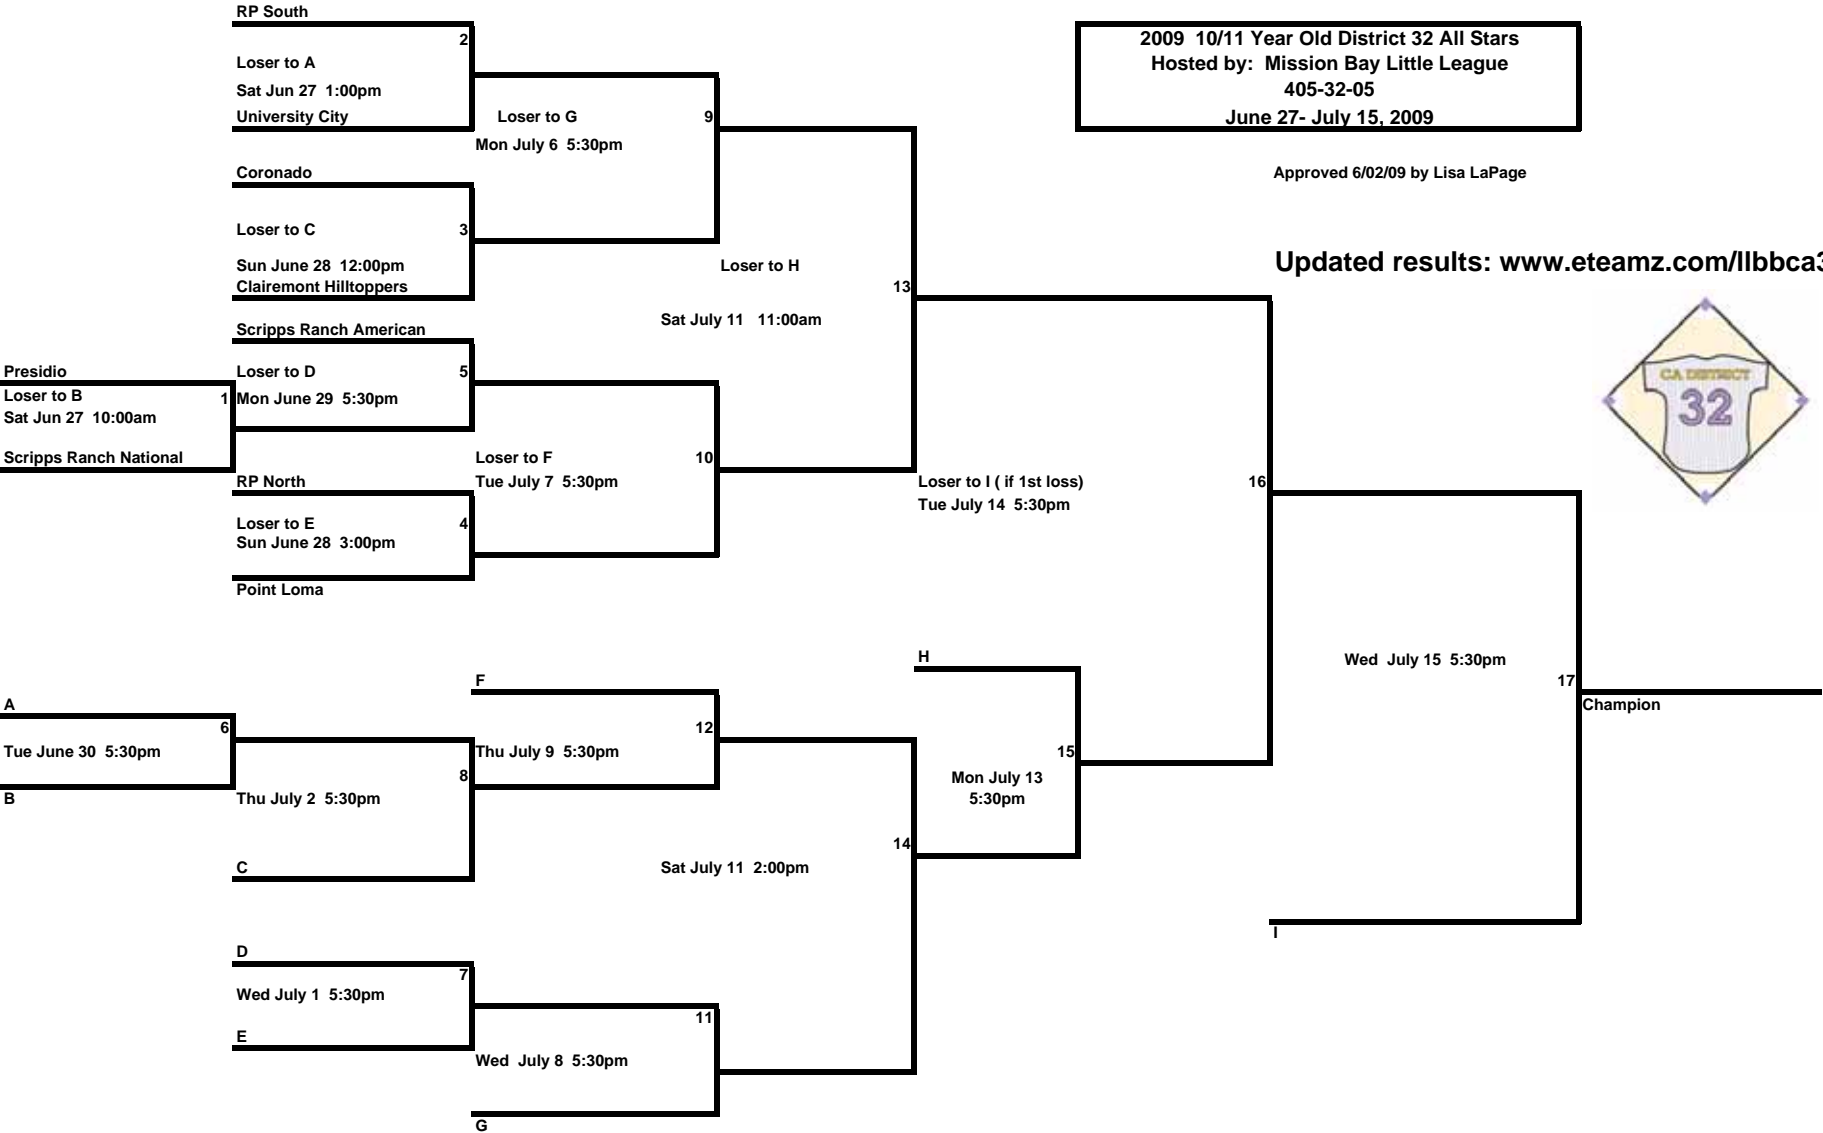 RP South
2
Loser to A
Sat Jun 27 1:00pm
University City
Loser to G
9
Mon July 6 5:30pm
2009 10/11 Year Old District 32 All Stars
Hosted by: Mission Bay Little League
405-32-05
June 27- July 15, 2009
Approved 6/02/09 by Lisa LaPage
Coronado
Loser to C
3
Sun June 28 12:00pm
Clairemont Hilltoppers
Loser to H
13
Sat July 11 11:00am
Updated results: www.eteamz.com/llbbca3
CA DISTRICT
32
Scripps Ranch American
Presidio
Loser to B
1
Sat Jun 27 10:00am
Scripps Ranch National
Loser to D
5
Mon June 29 5:30pm
Loser to F
10
Tue July 7 5:30pm
RP North
Loser to E
4
Sun June 28 3:00pm
Point Loma
Loser to I ( if 1st loss)
16
Tue July 14 5:30pm
H
F
A
6
Tue June 30 5:30pm
B
12
Thu July 9 5:30pm
8
Thu July 2 5:30pm
C
15
Mon July 13
5:30pm
Wed July 15 5:30pm
17
Champion
14
Sat July 11 2:00pm
I
D
7
Wed July 1 5:30pm
E
11
Wed July 8 5:30pm
G